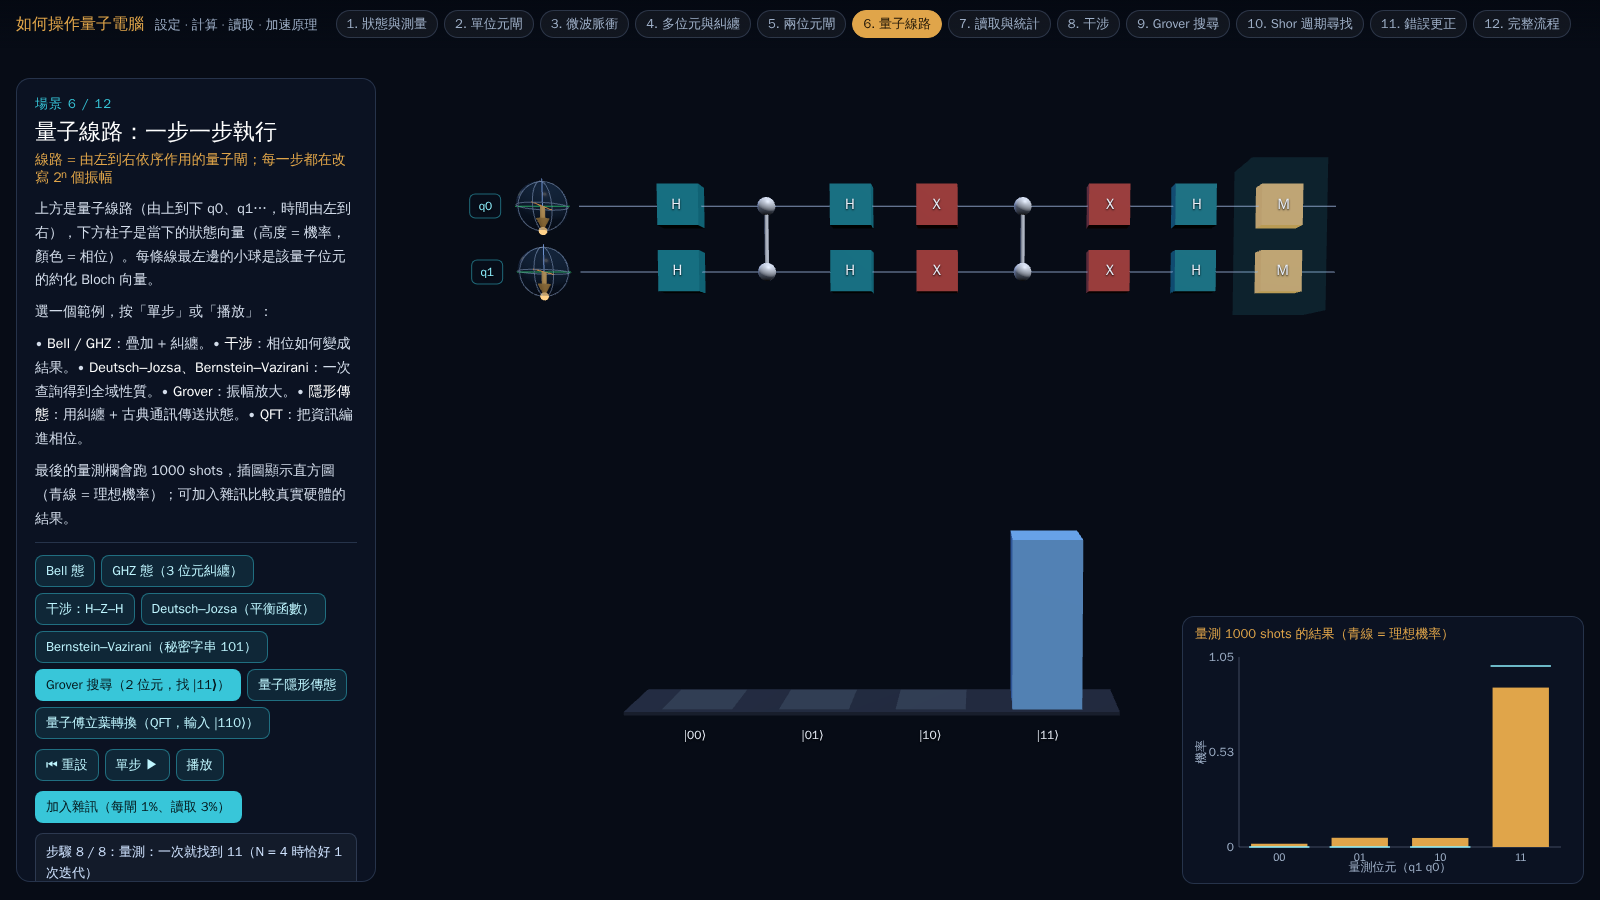 如何操作量子電腦 設定 · 計算 · 讀取 · 加速原理 1. 狀態與測量 2. 單位元閘 3. 微波脈衝 4. 多位元與糾纏 5. 兩位元閘 6. 量子線路 7. 讀取與統計 8. 干涉 9. Grover 搜尋 10. Shor 週期尋找 11. 錯誤更正 12. 完整流程
場景 6 / 12
量子線路：一步一步執行
線路 = 由左到右依序作用的量子閘；每一步都在改
寫 2ⁿ 個振幅
上方是量子線路（由上到下 q0、q1⋯，時間由左到
右），下方柱子是當下的狀態向量（高度 = 機率，
顏色 = 相位）。每條線最左邊的小球是該量子位元
的約化 Bloch 向量。
選一個範例，按「單步」或「播放」：
• Bell / GHZ：疊加 + 糾纏。• 干涉：相位如何變成
結果。• Deutsch–Jozsa、Bernstein–Vazirani：一次
查詢得到全域性質。• Grover：振幅放大。• 隱形傳
態：用糾纏 + 古典通訊傳送狀態。• QFT：把資訊編
進相位。
最後的量測欄會跑 1000 shots，插圖顯示直方圖
（青線 = 理想機率）；可加入雜訊比較真實硬體的
結果。
Bell 態 GHZ 態（3 位元糾纏）
干涉：H–Z–H Deutsch–Jozsa（平衡函數）
Bernstein–Vazirani（秘密字串 101）
Grover 搜尋（2 位元，找 |11⟩） 量子隱形傳態
量子傅立葉轉換（QFT，輸入 |110⟩）
⏮ 重設 單步 ▶ 播放
加入雜訊（每閘 1%、讀取 3%）
步驟 8 / 8：量測：一次就找到 11（N = 4 時恰好 1
次迭代）
q0 H H X X H M
q1 H H X X H M
|00⟩ |01⟩ |10⟩ |11⟩
量測 1000 shots 的結果（青線 = 理想機率）
1.05
0.53
0
機率
00 01 10 11
量測位元（q1 q0）